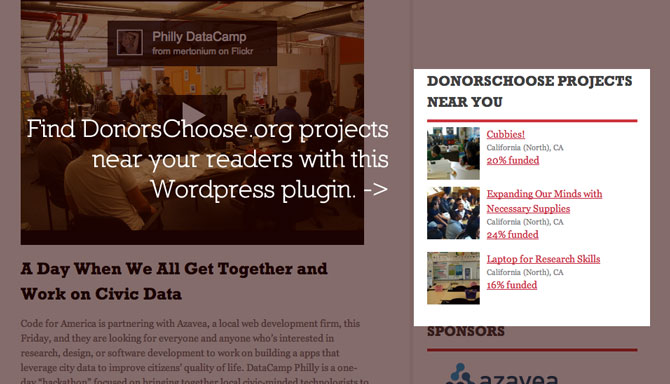 Philly DataCamp
from mertonium on Flickr
Find DonorsChoose.org projects
near your readers with this
Wordpress plugin. ->
A Day When We All Get Together and
Work on Civic Data
Code for America is partnering with Azavea, a local web development firm, this
Friday, and they are looking for everyone and anyone who's interested in
research, design, or software development to work on building a apps that
leverage city data to improve citizens' quality of life. DataCamp Philly is a one-
day "hackathon" focused on bringing together local civic-minded technologists to
DONORSCHOOSE PROJECTS
NEAR YOU
Cubbies!
California (North), CA
20% funded
Expanding Our Minds with
Necessary Supplies
California (North), CA
24% funded
Laptop for Research Skills
California (North), CA
16% funded
SPONSORS
azavea